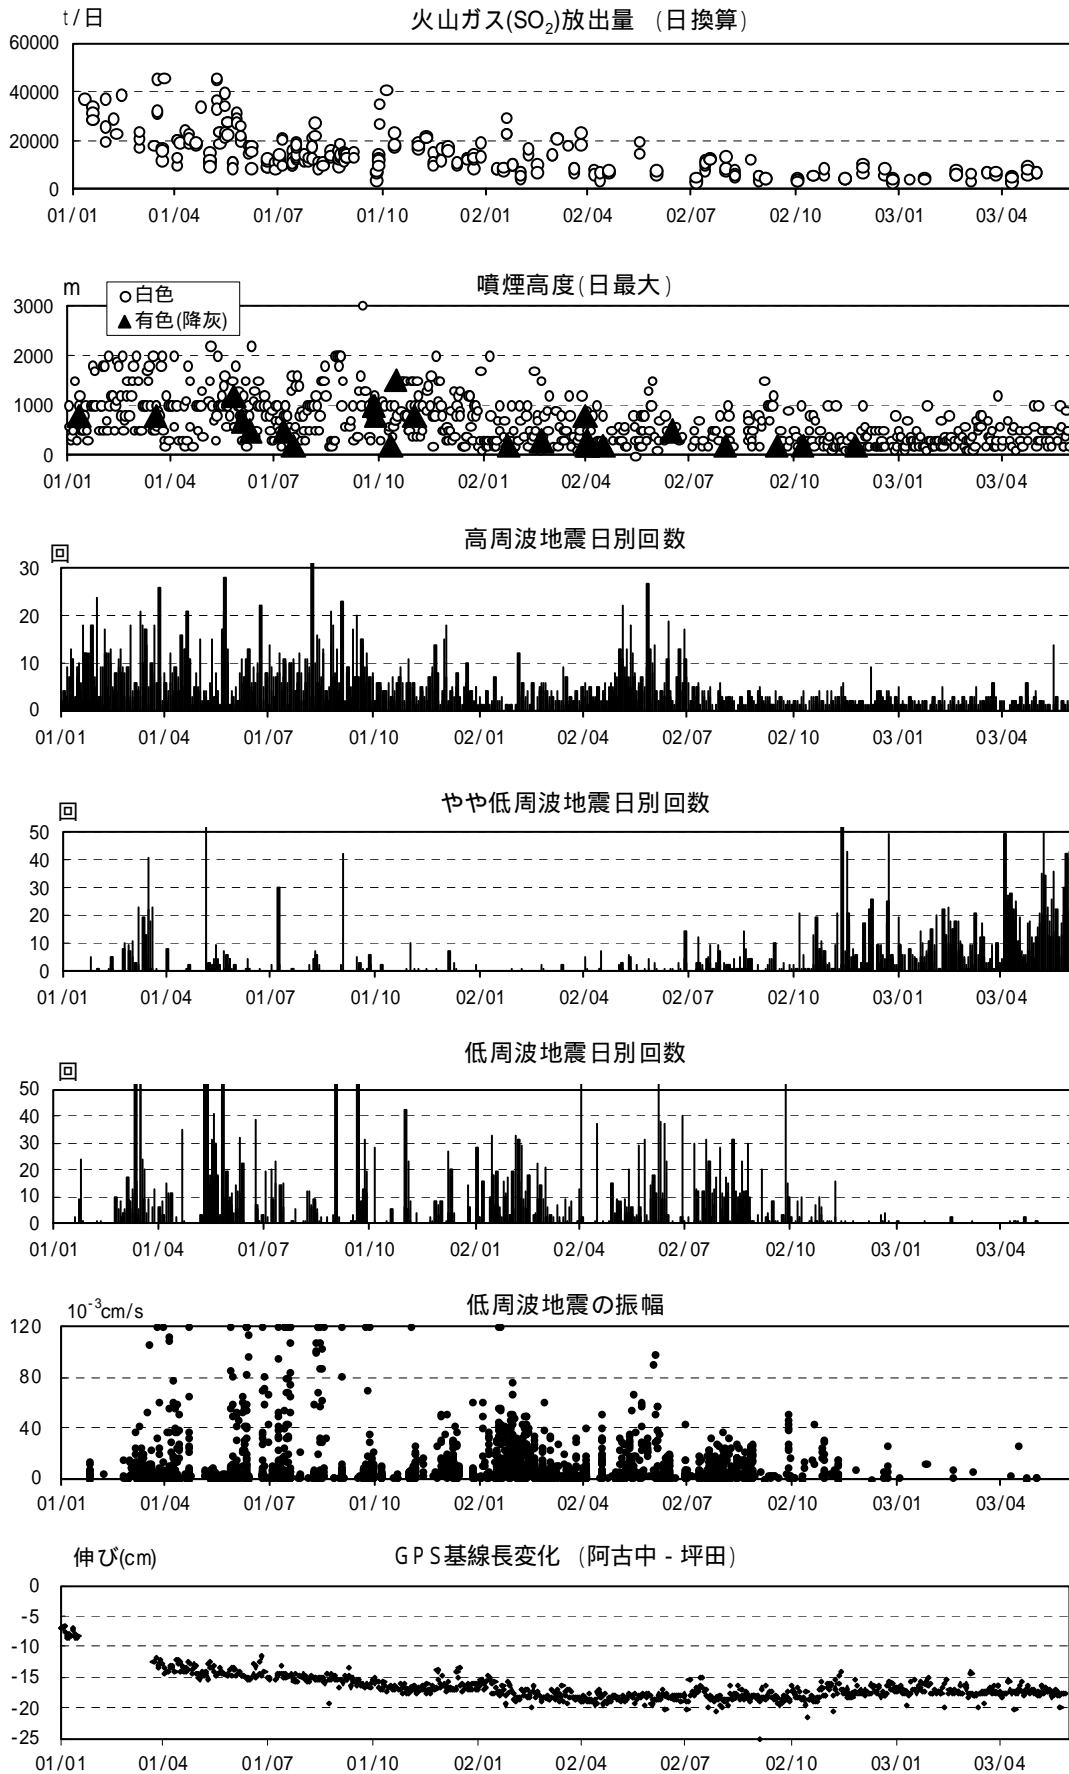 t/日 火山ガス(SO₂)放出量 (日換算)
60000
40000
20000
0
01/01 01/04 01/07 01/10 02/01 02/04 02/07 02/10 03/01 03/04
m 噴煙高度(日最大)
○白色
▲有色(降灰)
3000
2000
1000
0
01/01 01/04 01/07 01/10 02/01 02/04 02/07 02/10 03/01 03/04
回 高周波地震日別回数
30
20
10
0
01/01 01/04 01/07 01/10 02/01 02/04 02/07 02/10 03/01 03/04
回 やや低周波地震日別回数
50
40
30
20
10
0
01/01 01/04 01/07 01/10 02/01 02/04 02/07 02/10 03/01 03/04
回 低周波地震日別回数
50
40
30
20
10
0
01/01 01/04 01/07 01/10 02/01 02/04 02/07 02/10 03/01 03/04
10⁻³cm/s 低周波地震の振幅
120
80
40
0
01/01 01/04 01/07 01/10 02/01 02/04 02/07 02/10 03/01 03/04
伸び(cm) GPS基線長変化 (阿古中 - 坪田)
0
-5
-10
-15
-20
-25
01/01 01/04 01/07 01/10 02/01 02/04 02/07 02/10 03/01 03/04